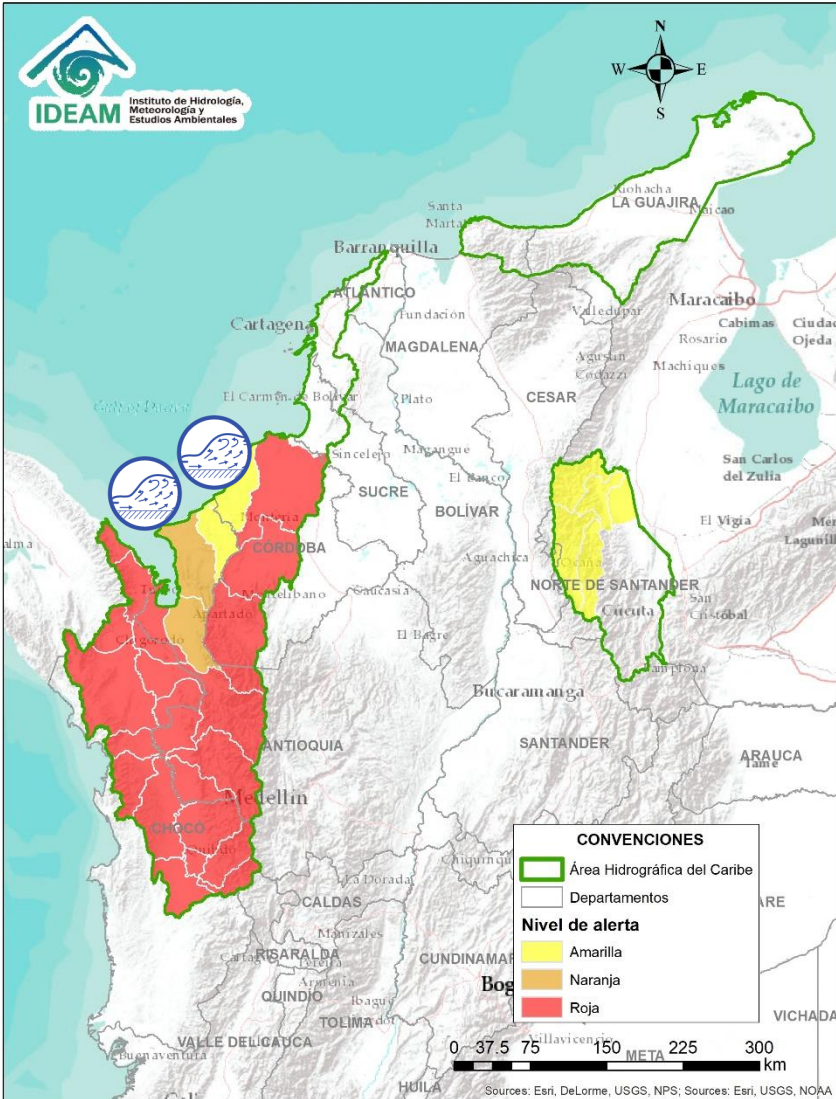 IDEAM
Instituto de Hidrología,
Meteorología y
Estudios Ambientales
N
W
E
S
Riohacha
LA GUAJIRA
Maicao
Santa
Marta
Barranquilla
ATLÁNTICO
Maracaibo
Cartagena
Fundación
Valledupar
Cabimas
Ciudad
Ojeda
Rosario
MAGDALENA
Machiques
Agustín
Codazzi
Lago de
Maracaibo
El Carmen de Bolívar
Plato
CESAR
Sincelejo
Magangue
San Carlos
del Zulia
El Banco
SUCRE
BOLÍVAR
El Vigía
Montería
CÓRDOBA
Aguachica
Ocaña
NORTE DE SANTANDER
San
Cristóbal
Cucuta
Caucasia
Apartadó
Chigorodó
El Bagre
Pamplona
Bucaramanga
ANTIOQUIA
SANTANDER
ARAUCA
Tame
Medellín
CHOCÓ
Quibdó
La Dorada
CALDAS
Manizales
RISARALDA
Pereira
Armenia
QUINDÍO
Ibagué
TOLIMA
VALLE DEL CAUCA
Buenaventura
HUILA
Villavicencio
META
VICHADA
CONVENCIONES
Área Hidrográfica del Caribe
Departamentos
Nivel de alerta
Amarilla
Naranja
Roja
0 37.5 75 150 225 300
km
Sources: Esri, DeLorme, USGS, NPS; Sources: Esri, USGS, NOAA